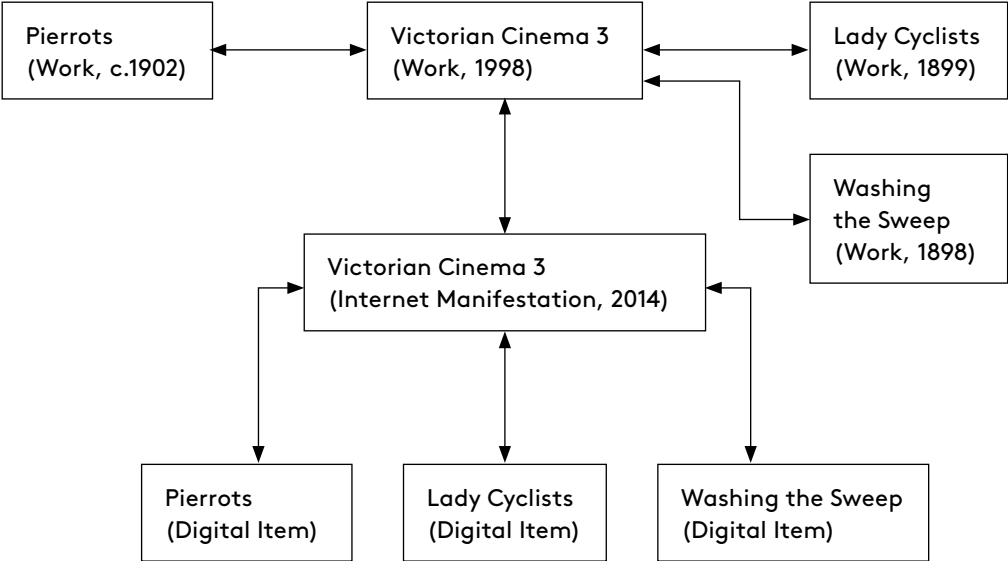 Pierrots
(Work, c.1902)
Victorian Cinema 3
(Work, 1998)
Lady Cyclists
(Work, 1899)
Washing
the Sweep
(Work, 1898)
Victorian Cinema 3
(Internet Manifestation, 2014)
Pierrots
(Digital Item)
Lady Cyclists
(Digital Item)
Washing the Sweep
(Digital Item)